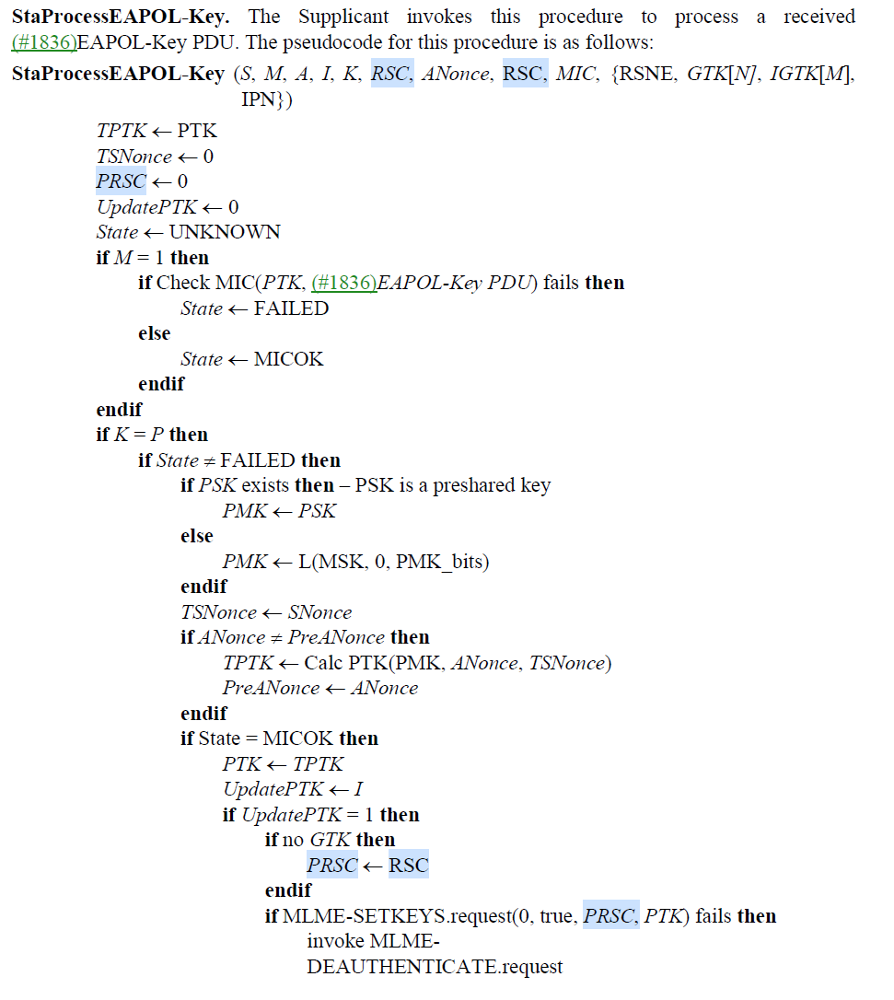 StaProcessEAPOL-Key. The Supplicant invokes this procedure to process a received
(#1836)EAPOL-Key PDU. The pseudocode for this procedure is as follows:
StaProcessEAPOL-Key (S, M, A, I, K, RSC, ANonce, RSC, MIC, {RSNE, GTK[N], IGTK[M],
IPN})
TPTK ← PTK
TSNonce ← 0
PRSC ← 0
UpdatePTK ← 0
State ← UNKNOWN
if M = 1 then
if Check MIC(PTK, (#1836)EAPOL-Key PDU) fails then
State ← FAILED
else
State ← MICOK
endif
endif
if K = P then
if State ≠ FAILED then
if PSK exists then – PSK is a preshared key
PMK ← PSK
else
PMK ← L(MSK, 0, PMK_bits)
endif
TSNonce ← SNonce
if ANonce ≠ PreANonce then
TPTK ← Calc PTK(PMK, ANonce, TSNonce)
PreANonce ← ANonce
endif
if State = MICOK then
PTK ← TPTK
UpdatePTK ← I
if UpdatePTK = 1 then
if no GTK then
PRSC ← RSC
endif
if MLME-SETKEYS.request(0, true, PRSC, PTK) fails then
invoke MLME-
DEAUTHENTICATE.request